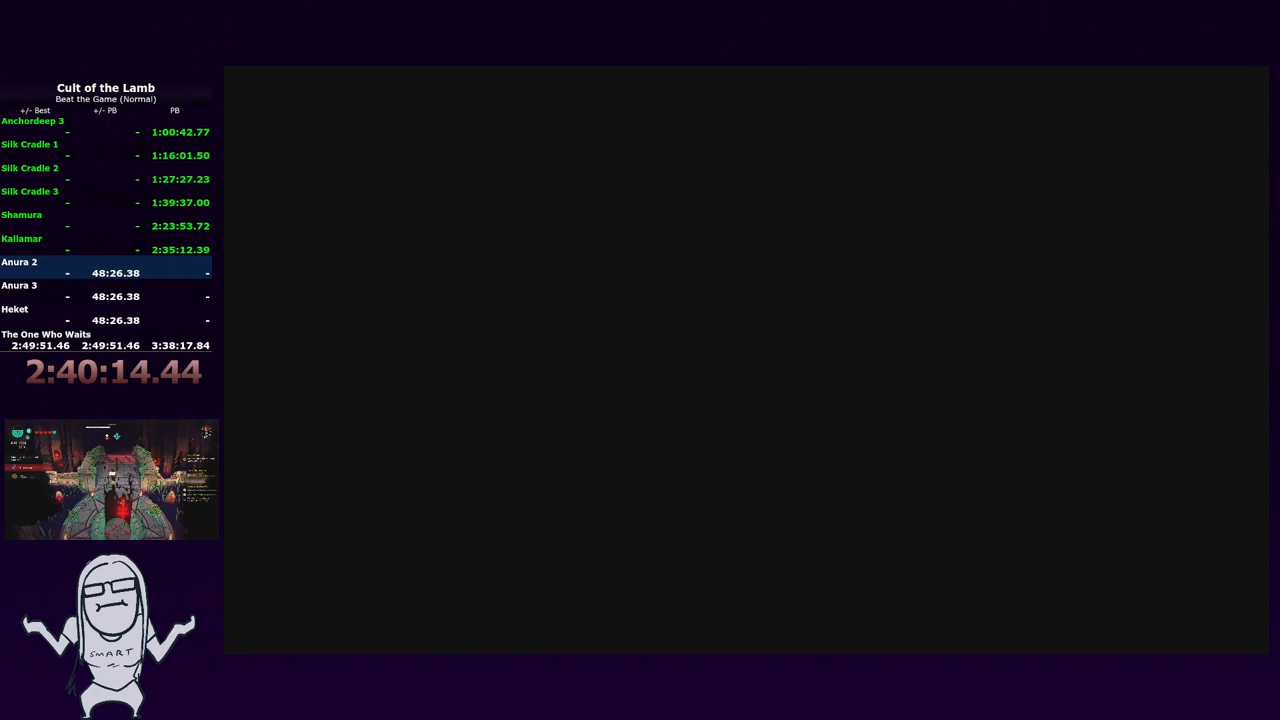 Cult of the Lamb
Beat the Game (Normal)
+/- Best +/- PB PB
Anchordeep 3
- - 1:00:42.77
Silk Cradle 1
- - 1:16:01.50
Silk Cradle 2
- - 1:27:27.23
Silk Cradle 3
- - 1:39:37.00
Shamura
- - 2:23:53.72
Kallamar
- - 2:35:12.39
Anura 2
- 48:26.38 -
Anura 3
- 48:26.38 -
Heket
- 48:26.38 -
The One Who Waits
2:49:51.46 2:49:51.46 3:38:17.84
2:40:14.44
SMART